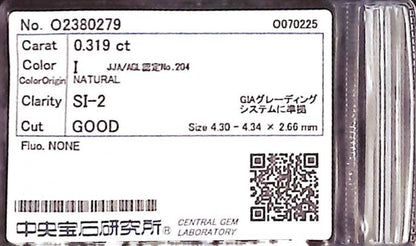 No. O2380279 O070225
Carat 0.319 ct
Color I JJA/AGL認定No.204
ColorOrigin NATURAL
Clarity SI-2 GIAグレーディングシステムに準拠
Cut GOOD Size 4.30 - 4.34 × 2.66 mm
Fluo. NONE
中央宝石研究所® CENTRAL GEM LABORATORY